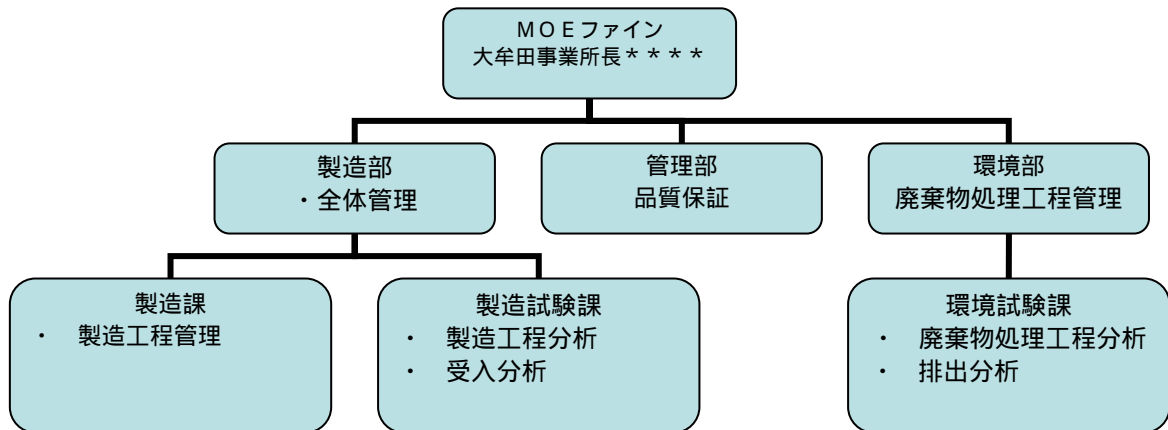 MOEファイン
大牟田事業所長＊＊＊＊
製造部
・全体管理
管理部
品質保証
環境部
廃棄物処理工程管理
製造課
・ 製造工程管理
製造試験課
・ 製造工程分析
・ 受入分析
環境試験課
・ 廃棄物処理工程分析
・ 排出分析